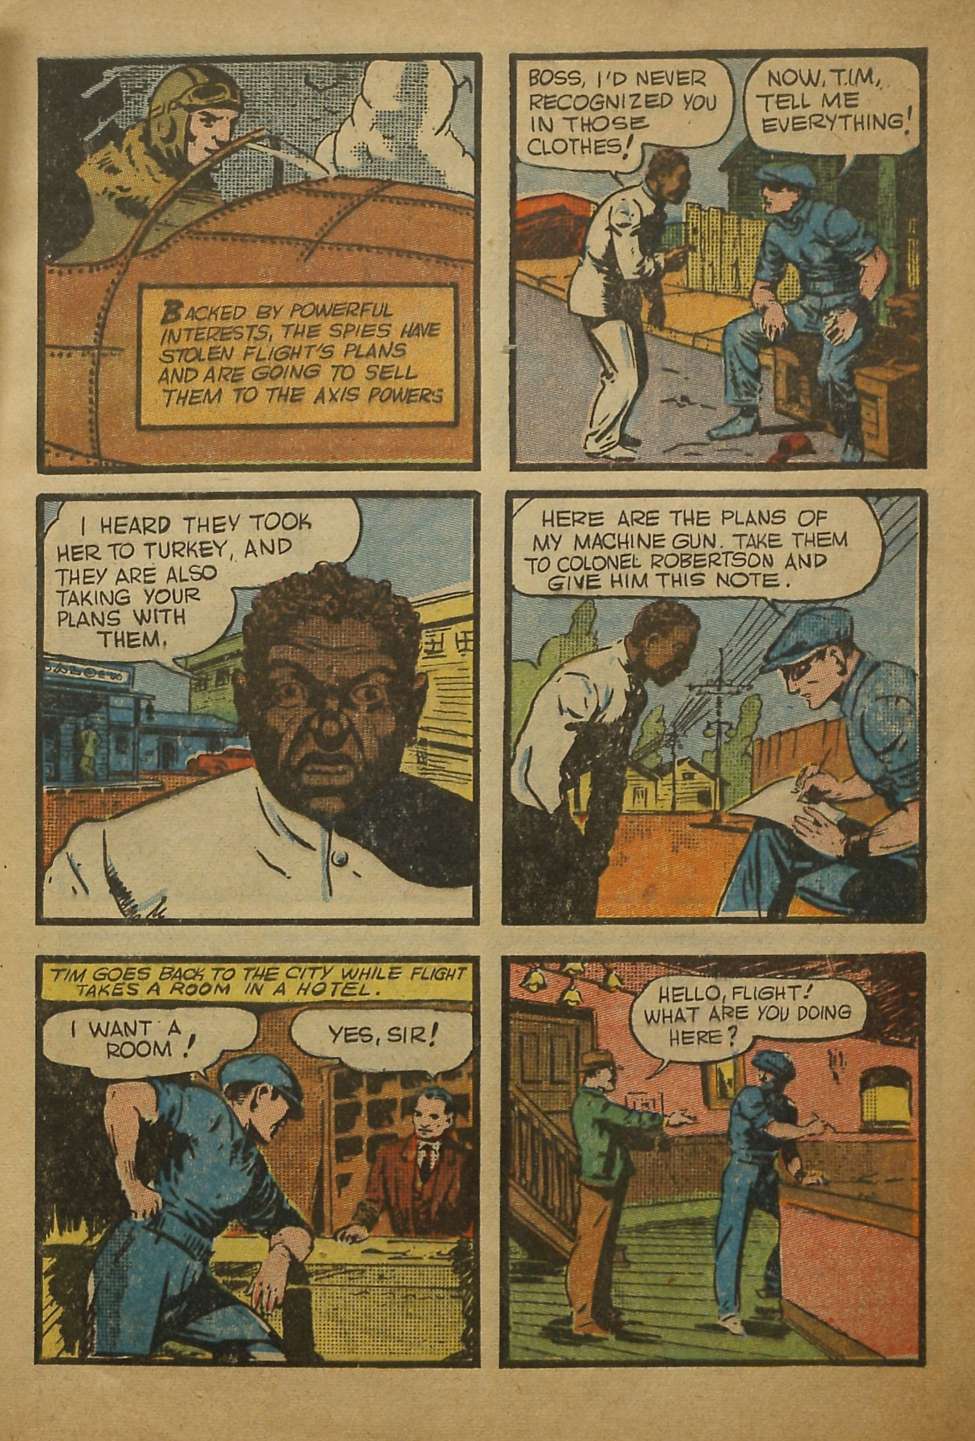 BACKED BY POWERFUL
INTERESTS, THE SPIES HAVE
STOLEN FLIGHT'S PLANS
AND ARE GOING TO SELL
THEM TO THE AXIS POWERS
BOSS, I'D NEVER
RECOGNIZED YOU
IN THOSE
CLOTHES!
NOW, TIM,
TELL ME
EVERYTHING!
I HEARD THEY TOOK
HER TO TURKEY, AND
THEY ARE ALSO
TAKING YOUR
PLANS WITH
THEM.
HERE ARE THE PLANS OF
MY MACHINE GUN. TAKE THEM
TO COLONEL ROBERTSON AND
GIVE HIM THIS NOTE.
TIM GOES BACK TO THE CITY WHILE FLIGHT
TAKES A ROOM IN A HOTEL.
I WANT A
ROOM!
YES, SIR!
HELLO, FLIGHT!
WHAT ARE YOU DOING
HERE?